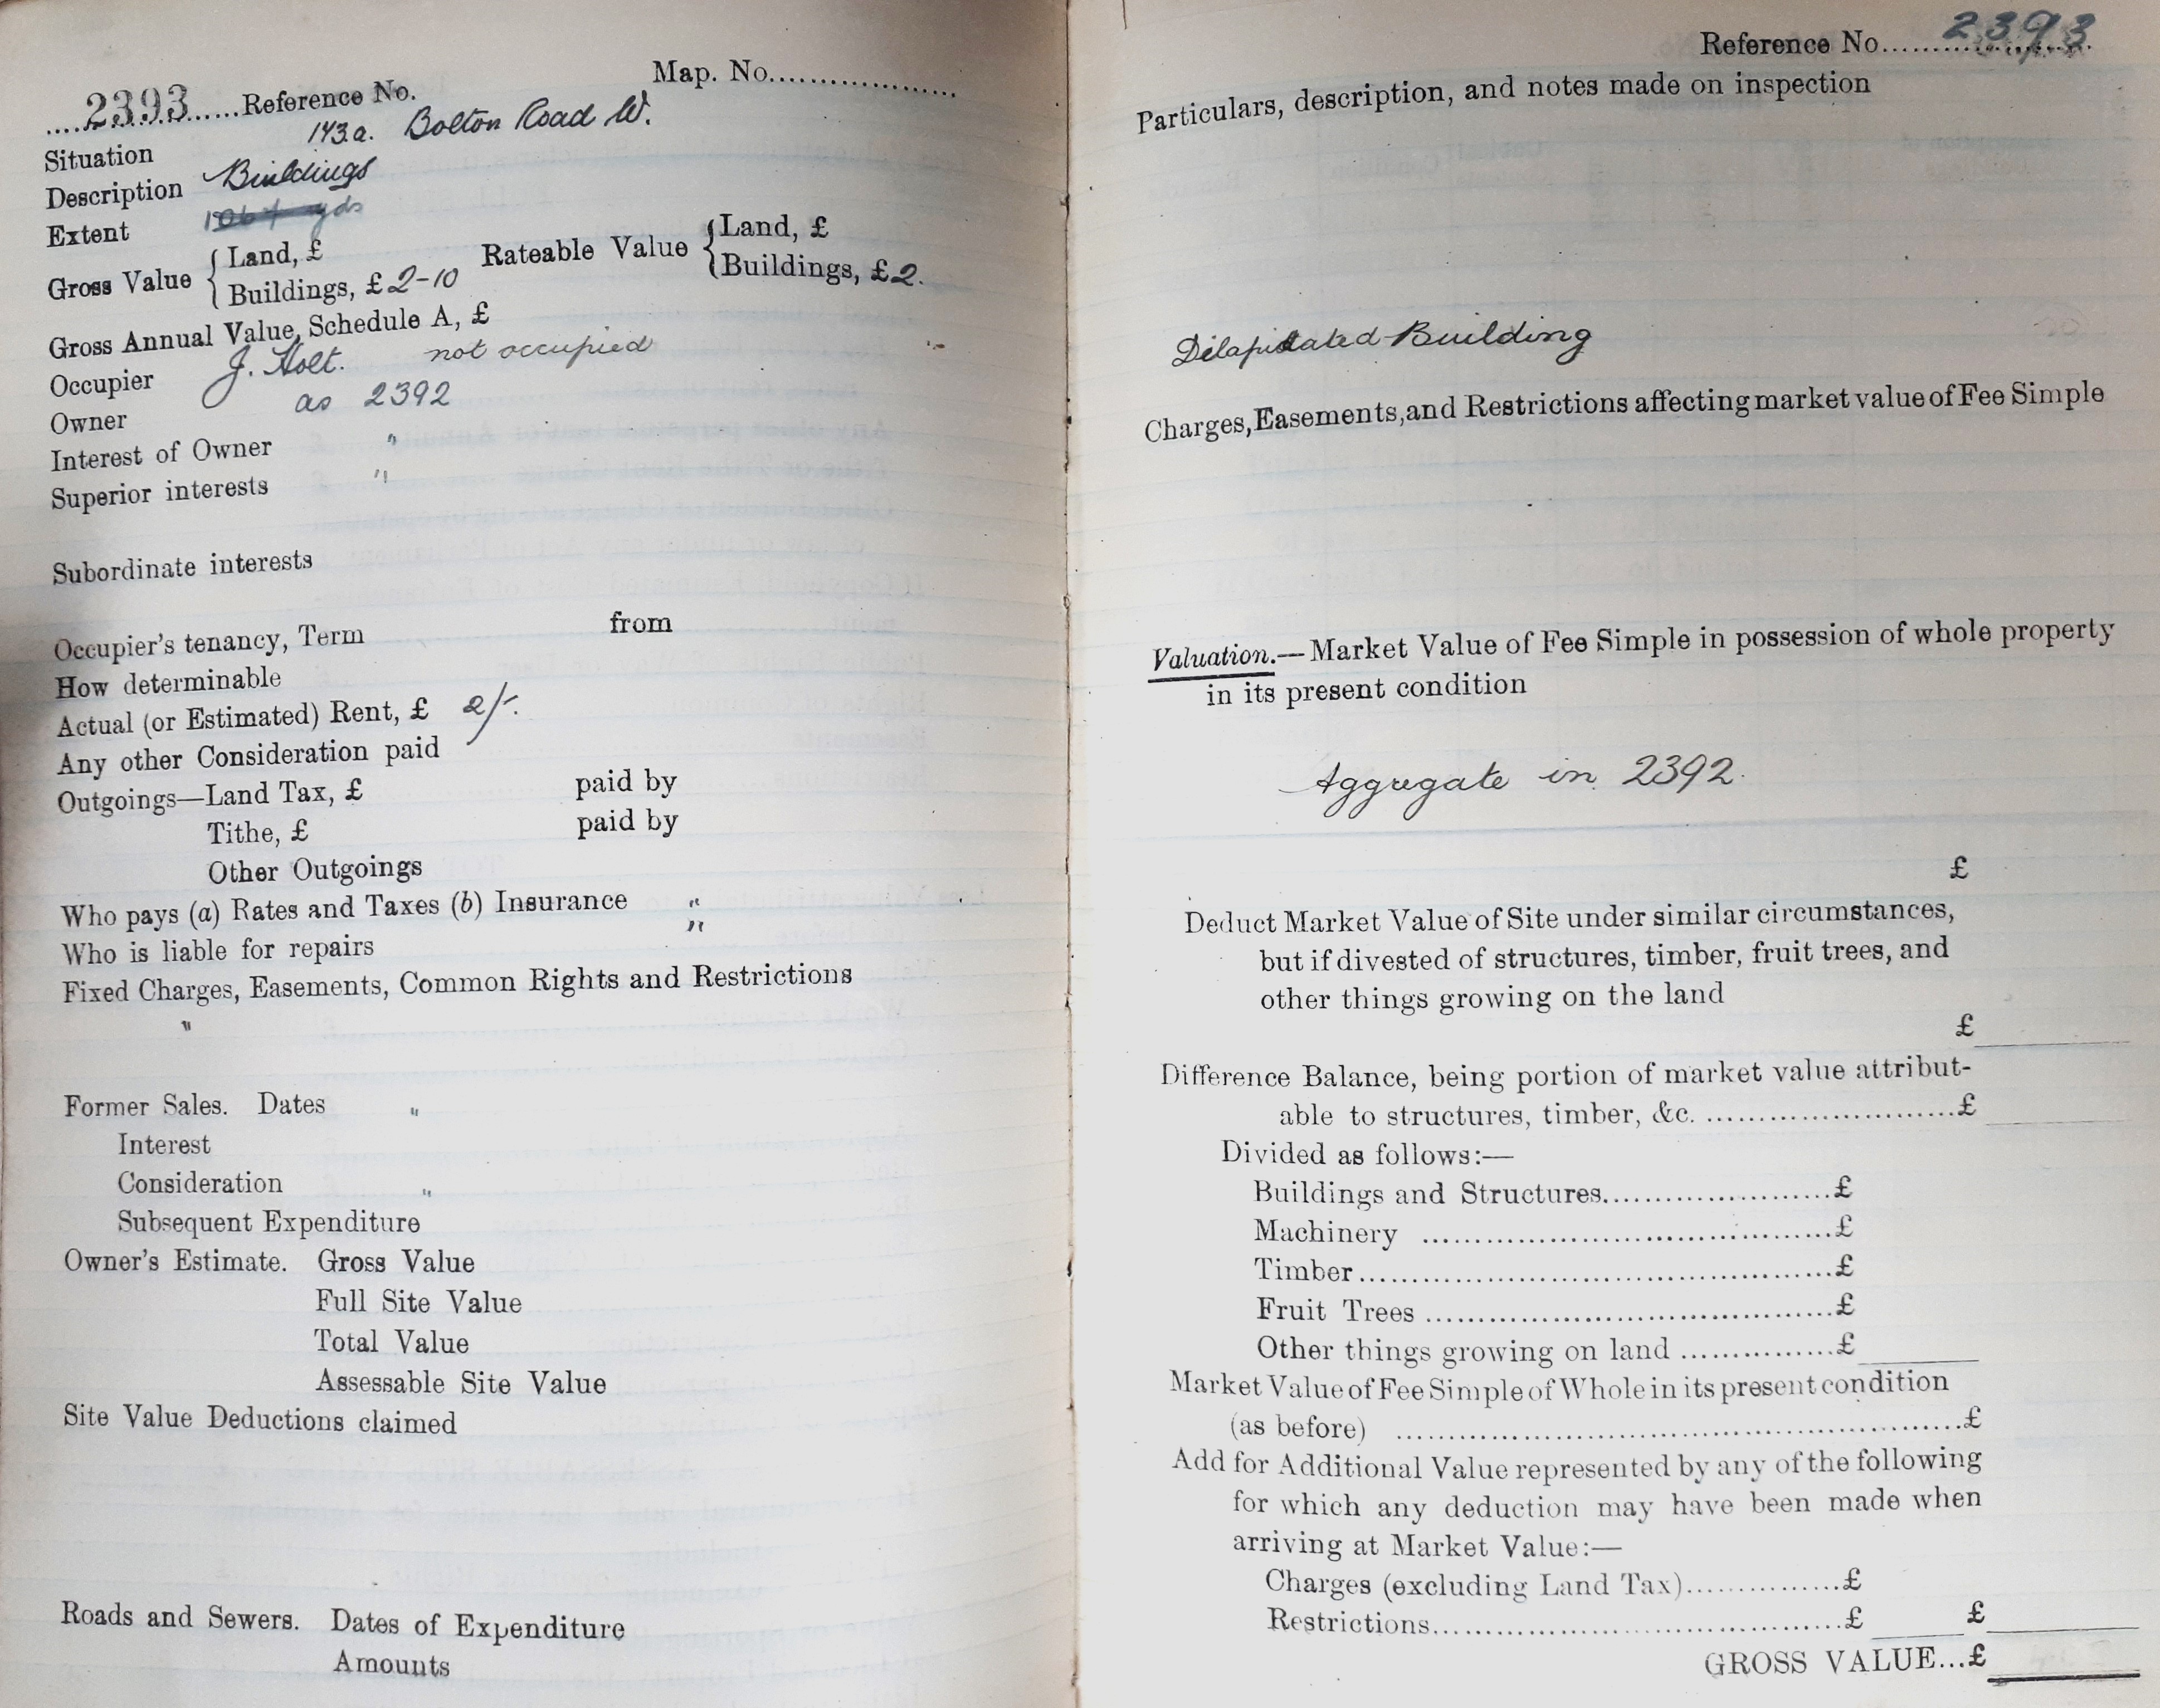 Map. No...................
....2393......Reference No.
Situation 143a. Bolton Road W.
Description Buildings
Extent yds
Gross Value { Land, £ Rateable Value { Land, £
Buildings, £ 2-10 Buildings, £ 2.
Gross Annual Value, Schedule A, £
Occupier J. Holt. not occupied
Owner as 2392
Interest of Owner "
Superior interests "
Subordinate interests
Occupier's tenancy, Term from
How determinable
Actual (or Estimated) Rent, £ 2/-.
Any other Consideration paid
Outgoings—Land Tax, £ paid by
Tithe, £ paid by
Other Outgoings
Who pays (a) Rates and Taxes (b) Insurance "
Who is liable for repairs "
Fixed Charges, Easements, Common Rights and Restrictions
"
Former Sales. Dates "
Interest
Consideration "
Subsequent Expenditure
Owner's Estimate. Gross Value
Full Site Value
Total Value
Assessable Site Value
Site Value Deductions claimed
Roads and Sewers. Dates of Expenditure
Amounts
Reference No. 2393
Particulars, description, and notes made on inspection
Dilapidated Building
Charges, Easements, and Restrictions affecting market value of Fee Simple
Valuation.—Market Value of Fee Simple in possession of whole property
in its present condition
Aggregate in 2392.
£
Deduct Market Value of Site under similar circumstances,
but if divested of structures, timber, fruit trees, and
other things growing on the land
£
Difference Balance, being portion of market value attribut-
able to structures, timber, &c. ..........................£
Divided as follows:—
Buildings and Structures.......................£
Machinery .........................................£
Timber...............................................£
Fruit Trees ........................................£
Other things growing on land ...............£
Market Value of Fee Simple of Whole in its present condition
(as before) .........................................................£
Add for Additional Value represented by any of the following
for which any deduction may have been made when
arriving at Market Value:—
Charges (excluding Land Tax)...............£
Restrictions.........................................£ £
GROSS VALUE...£